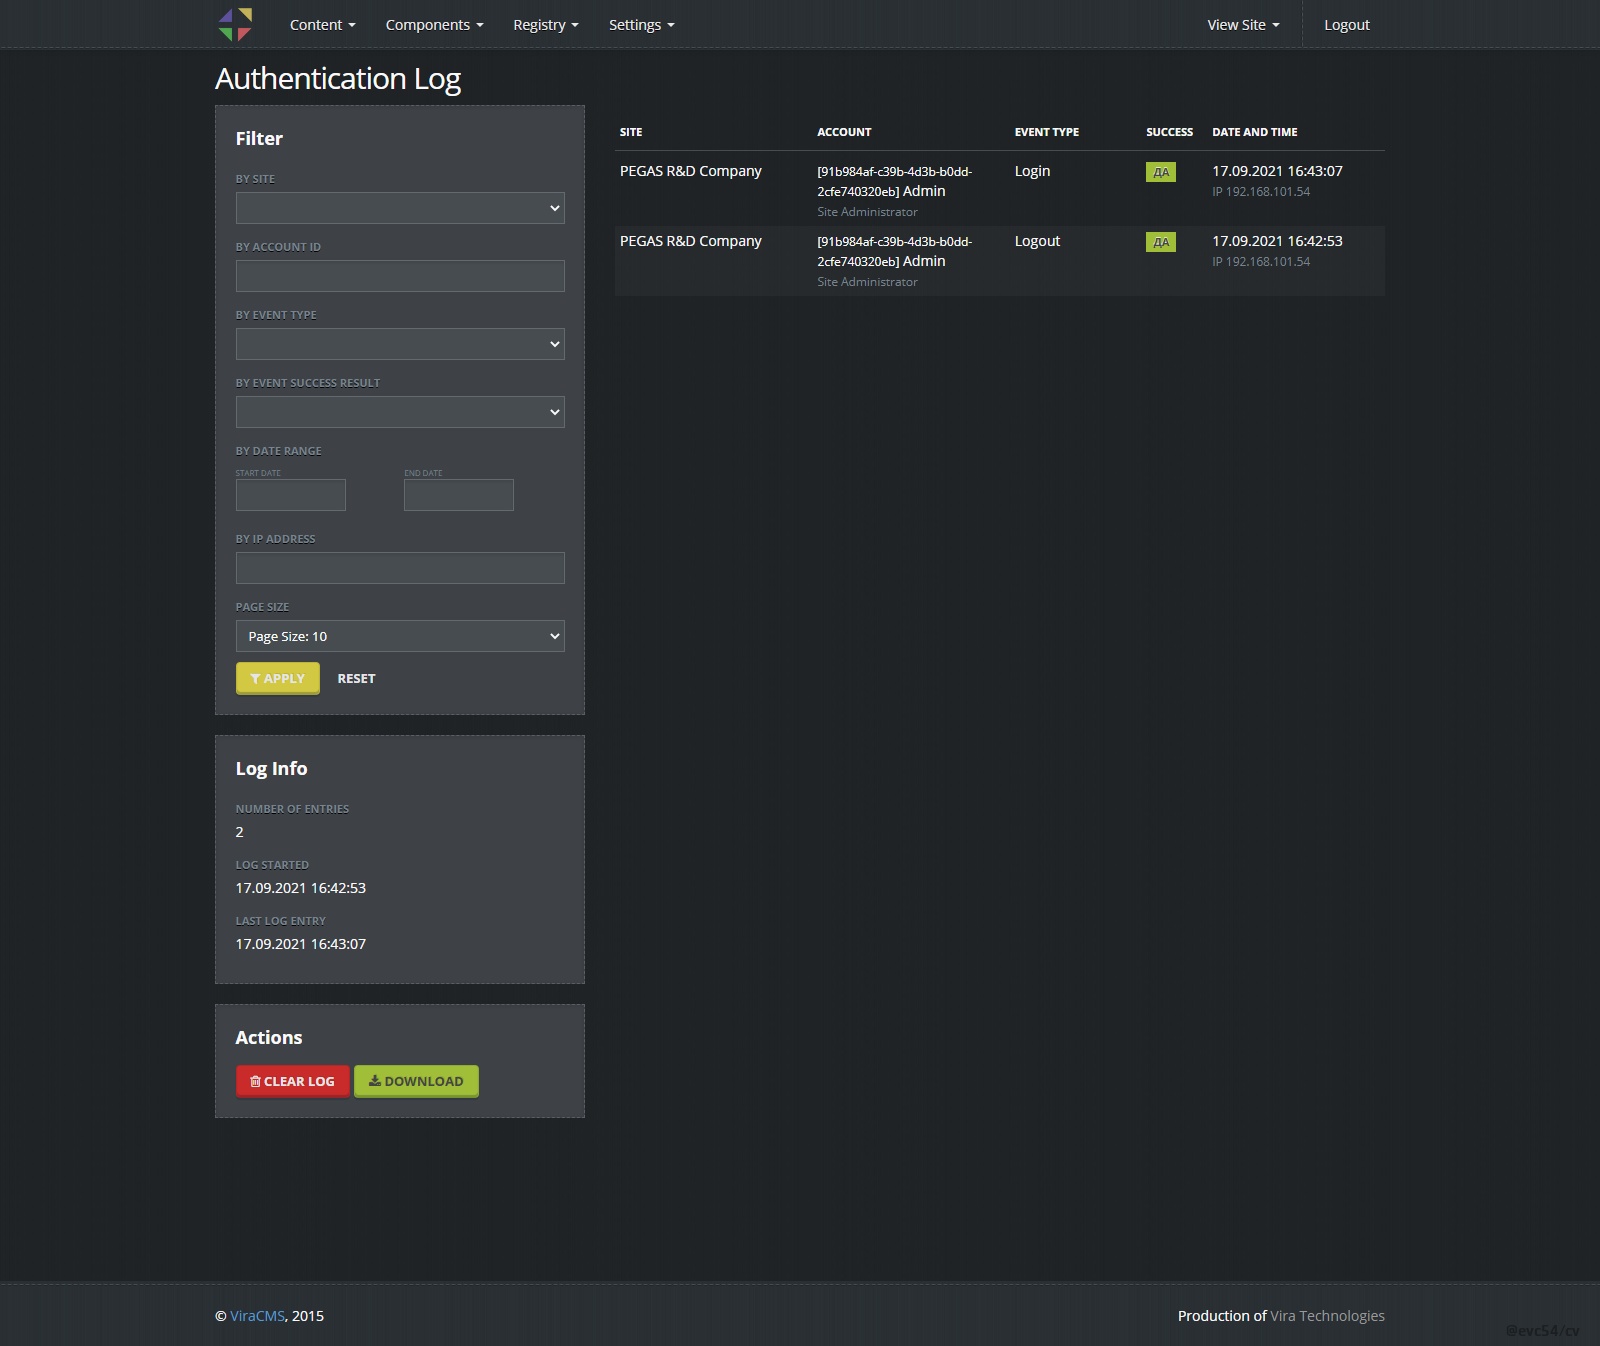 Content Components Registry Settings View Site Logout
Authentication Log
Filter
BY SITE
BY ACCOUNT ID
BY EVENT TYPE
BY EVENT SUCCESS RESULT
BY DATE RANGE
START DATE END DATE
BY IP ADDRESS
PAGE SIZE
Page Size: 10
APPLY RESET
Log Info
NUMBER OF ENTRIES
2
LOG STARTED
17.09.2021 16:42:53
LAST LOG ENTRY
17.09.2021 16:43:07
Actions
CLEAR LOG DOWNLOAD
SITE ACCOUNT EVENT TYPE SUCCESS DATE AND TIME
PEGAS R&D Company [91b984af-c39b-4d3b-b0dd- Login ДА 17.09.2021 16:43:07
2cfe740320eb] Admin IP 192.168.101.54
Site Administrator
PEGAS R&D Company [91b984af-c39b-4d3b-b0dd- Logout ДА 17.09.2021 16:42:53
2cfe740320eb] Admin IP 192.168.101.54
Site Administrator
© ViraCMS, 2015 Production of Vira Technologies
@evc54/cv